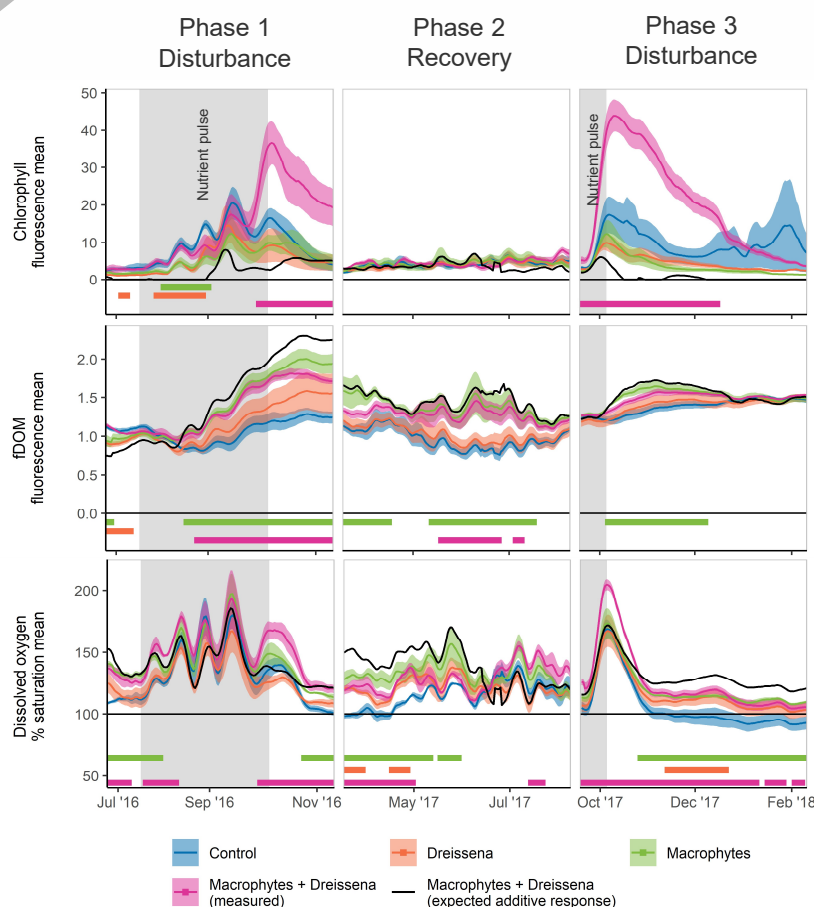 Phase 1
Disturbance
Phase 2
Recovery
Phase 3
Disturbance
Chlorophyll
fluorescence mean
50
40
30
20
10
0
Nutrient pulse
Nutrient pulse
fDOM
fluorescence mean
2.0
1.5
1.0
0.5
0.0
Dissolved oxygen
% saturation mean
200
150
100
50
Jul '16
Sep '16
Nov '16
May '17
Jul '17
Oct '17
Dec '17
Feb '18
Control
Dreissena
Macrophytes
Macrophytes + Dreissena
(measured)
Macrophytes + Dreissena
(expected additive response)